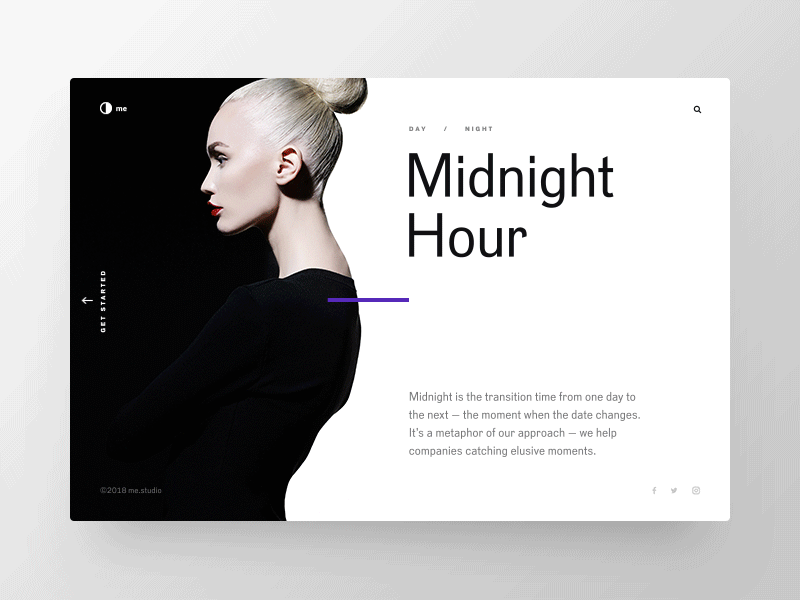 me
DAY / NIGHT
Midnight
Hour
GET STARTED
Midnight is the transition time from one day to
the next — the moment when the date changes.
It's a metaphor of our approach — we help
companies catching elusive moments.
©2018 me.studio